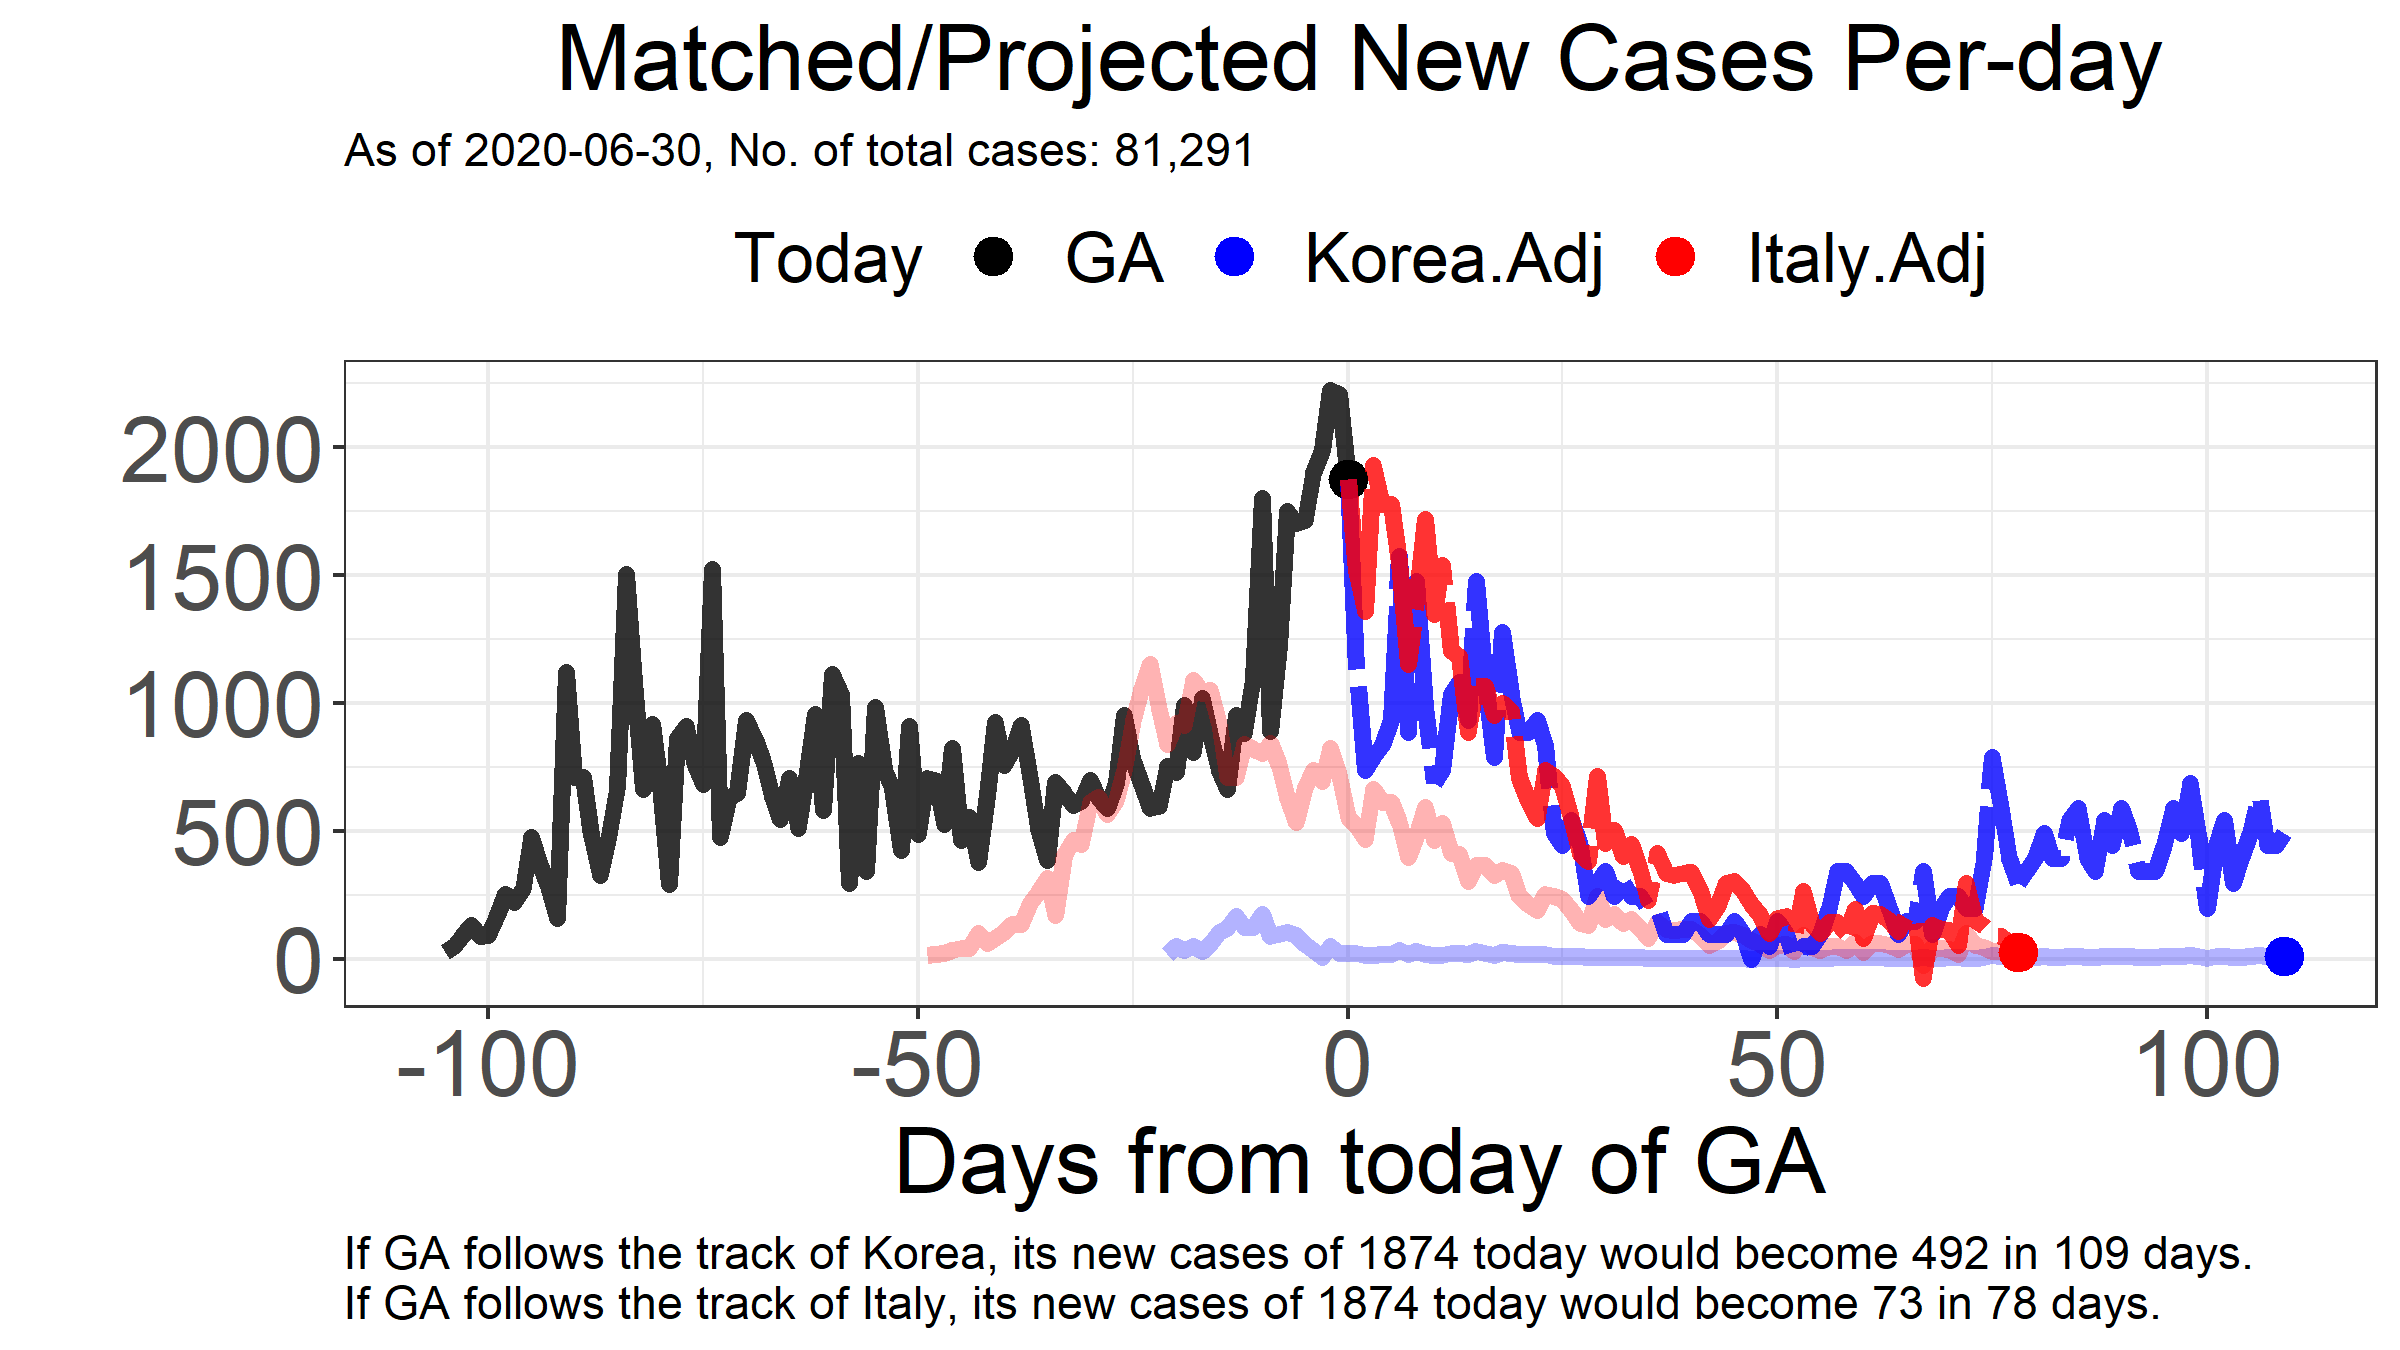 Matched/Projected New Cases Per-day
As of 2020-06-30, No. of total cases: 81,291
Today GA Korea.Adj Italy.Adj
2000
1500
1000
500
0
-100 -50 0 50 100
Days from today of GA
If GA follows the track of Korea, its new cases of 1874 today would become 492 in 109 days.
If GA follows the track of Italy, its new cases of 1874 today would become 73 in 78 days.